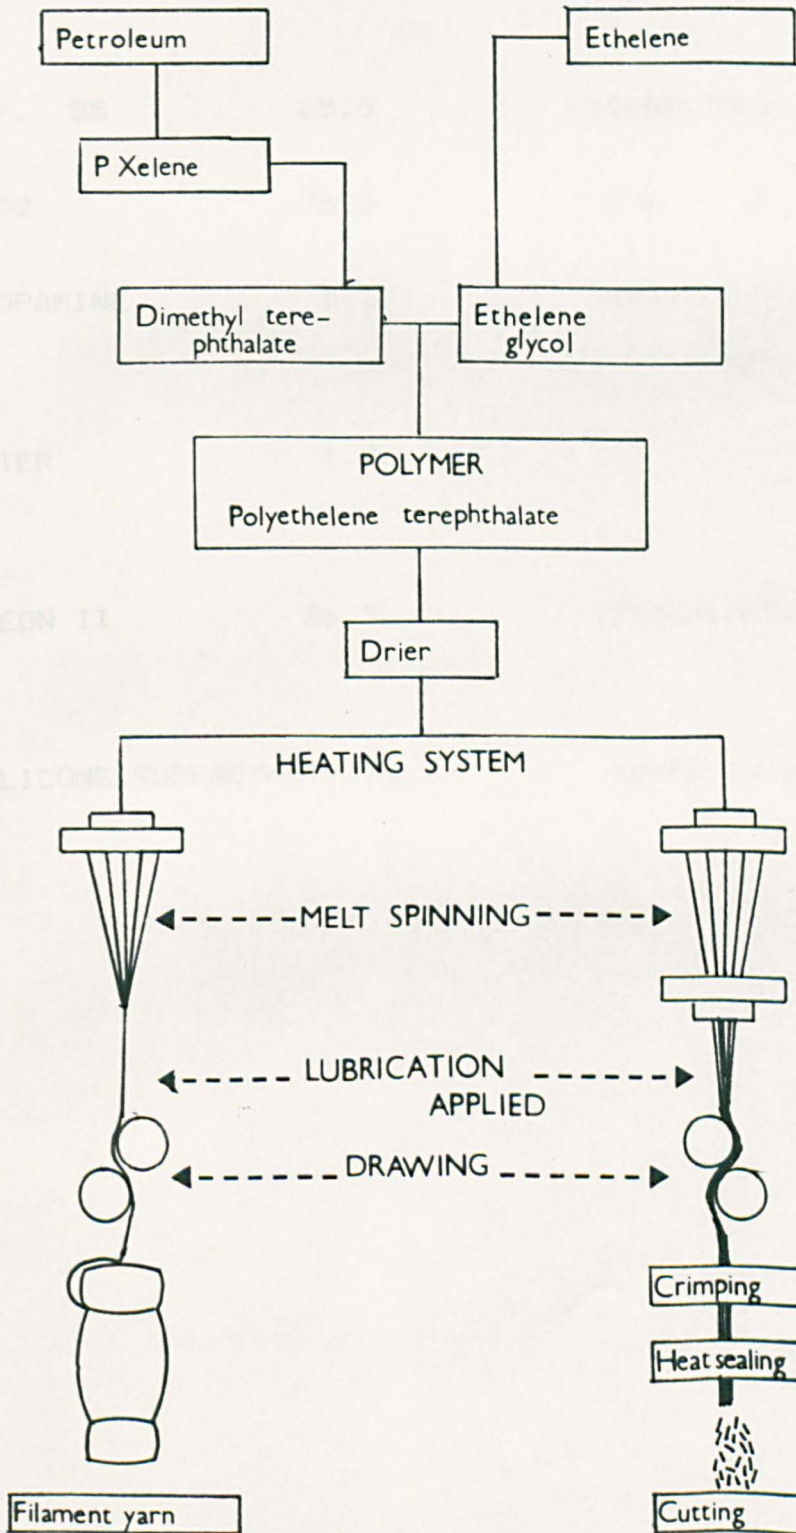 Petroleum
Ethelene
P Xelene
Dimethyl tere-
phthalate
Ethelene
glycol
POLYMER
Polyethelene terephthalate
Drier
HEATING SYSTEM
MELT SPINNING
LUBRICATION
APPLIED
DRAWING
Crimping
Heat sealing
Filament yarn
Cutting